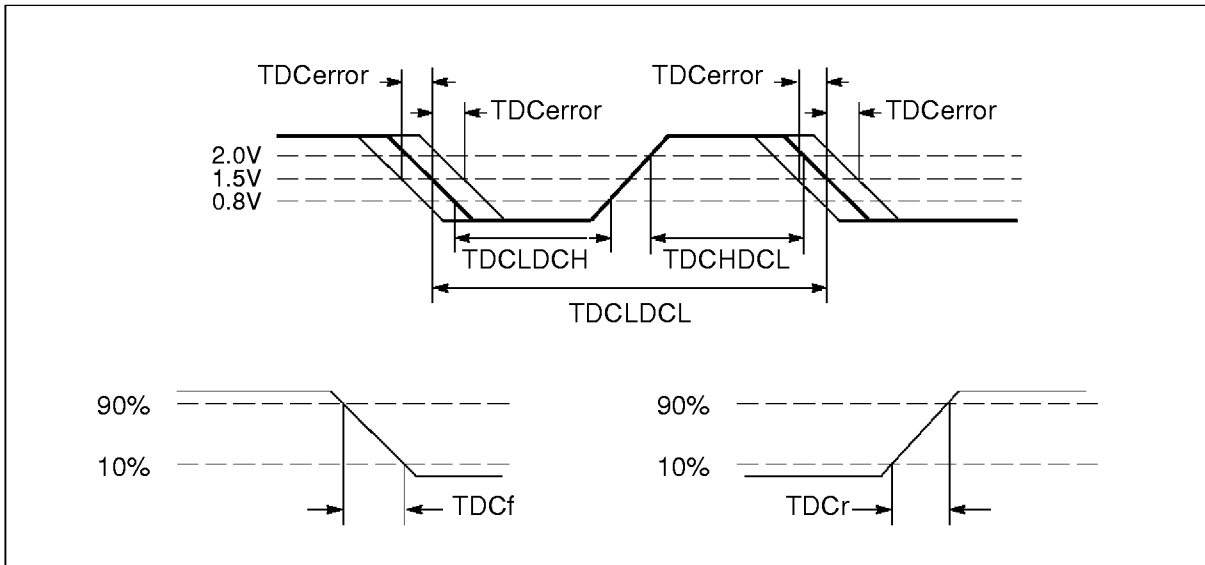 TDCerror
TDCerror
TDCerror
TDCerror
2.0V
1.5V
0.8V
TDCLDCH
TDCHDCL
TDCLDCL
90%
10%
TDCf
90%
10%
TDCr